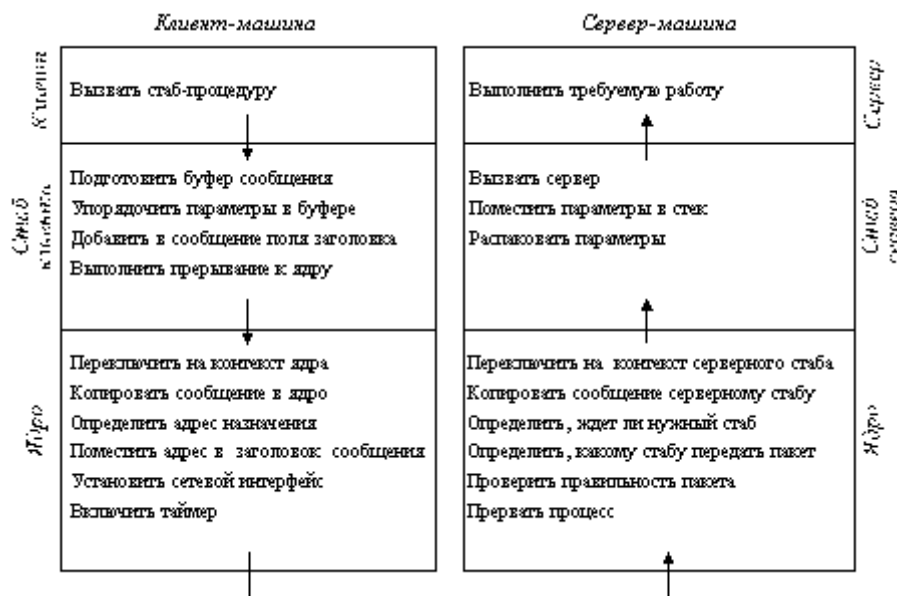 Клиент-машина
Клиент
Вызвать стаб-процедуру
Стаб
клиента
Подготовить буфер сообщения
Упорядочить параметры в буфере
Добавить в сообщение поля заголовка
Выполнить прерывание к ядру
Ядро
Переключить на контекст ядра
Копировать сообщение в ядро
Определить адрес назначения
Поместить адрес в заголовок сообщения
Установить сетевой интерфейс
Включить таймер
Сервер-машина
Выполнить требуемую работу
Сервер
Вызвать сервер
Поместить параметры в стек
Распаковать параметры
Стаб
сервера
Переключить на контекст серверного стаба
Копировать сообщение серверному стабу
Определить, ждет ли нужный стаб
Определить, какому стабу передать пакет
Проверить правильность пакета
Прервать процесс
Ядро